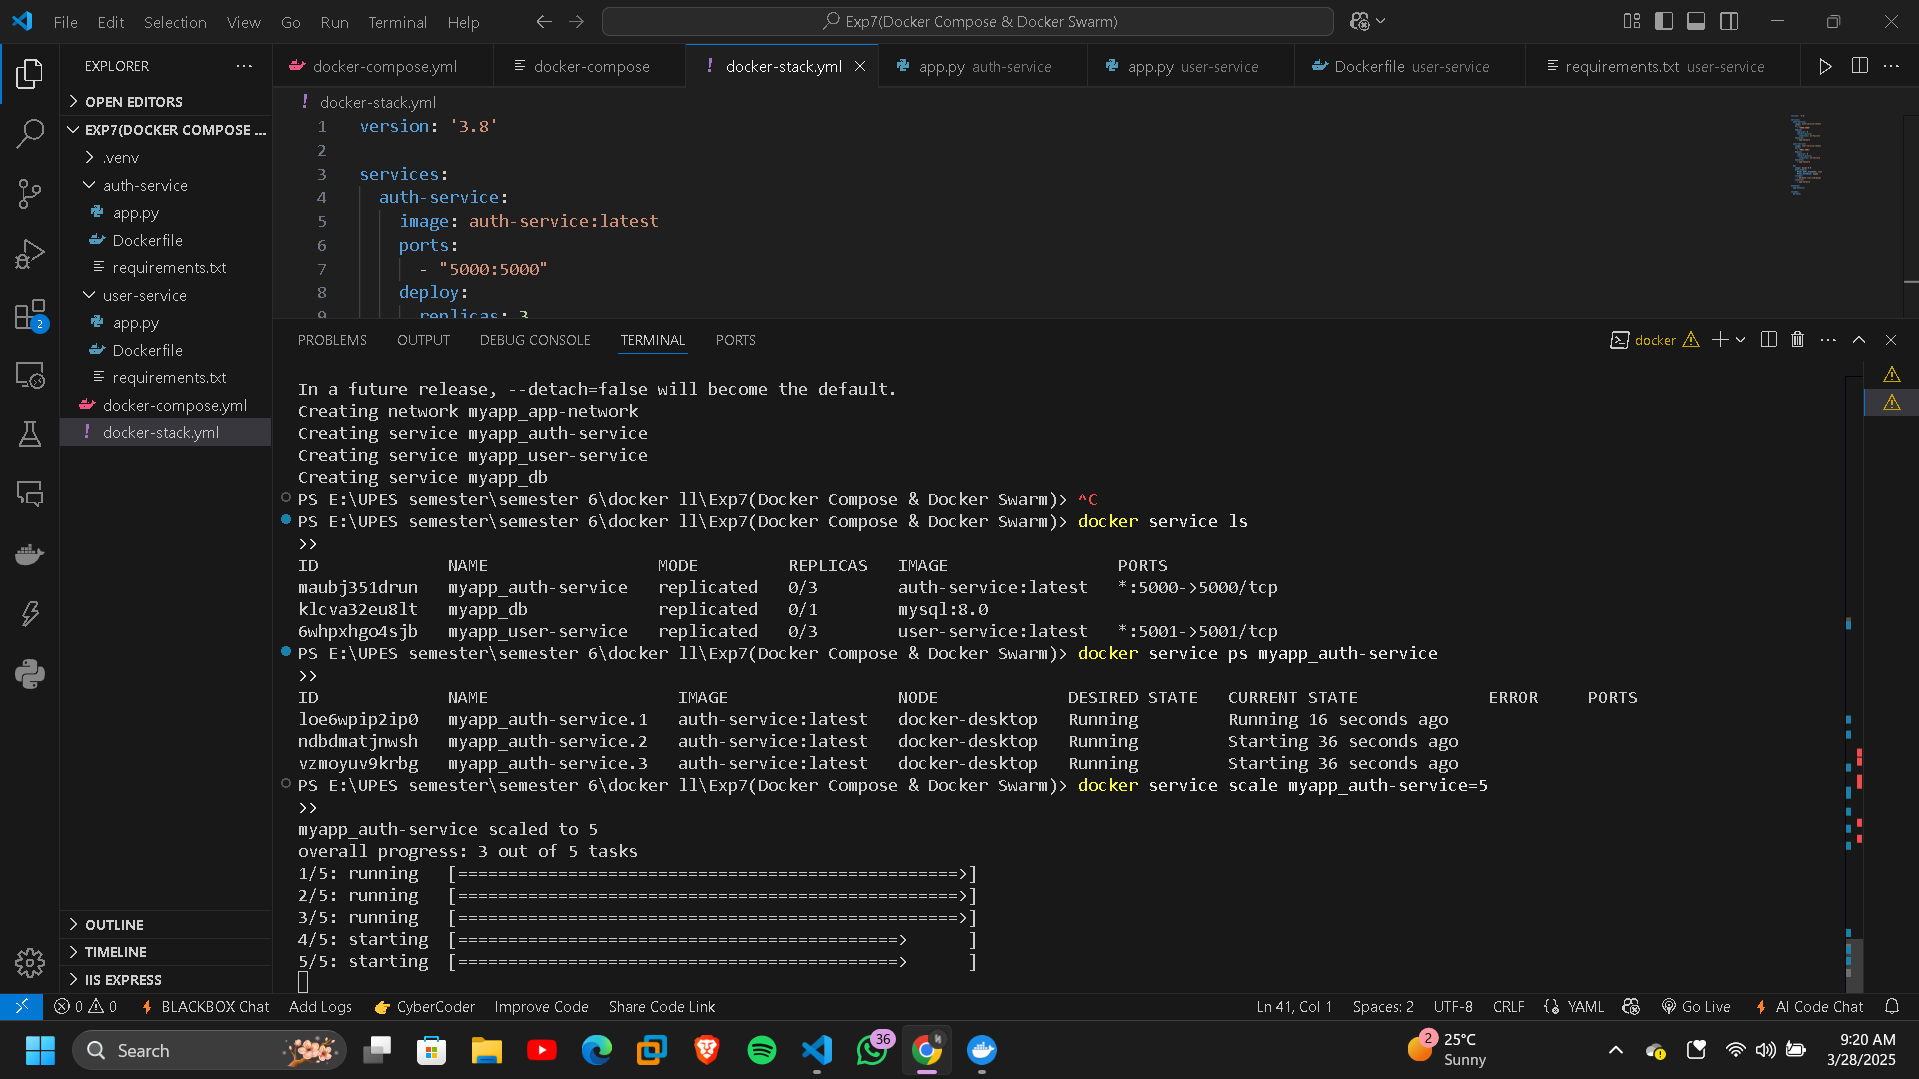 File Edit Selection View Go Run Terminal Help
Exp7(Docker Compose & Docker Swarm)
EXPLORER
OPEN EDITORS
EXP7(DOCKER COMPOSE ...
.venv
auth-service
app.py
Dockerfile
requirements.txt
user-service
app.py
Dockerfile
requirements.txt
docker-compose.yml
docker-stack.yml
OUTLINE
TIMELINE
IIS EXPRESS
2
docker-compose.yml docker-compose docker-stack.yml app.py auth-service app.py user-service Dockerfile user-service requirements.txt user-service
docker-stack.yml
1 version: '3.8'
2
3 services:
4 auth-service:
5 image: auth-service:latest
6 ports:
7 - "5000:5000"
8 deploy:
9 replicas: 3
PROBLEMS OUTPUT DEBUG CONSOLE TERMINAL PORTS
docker
In a future release, --detach=false will become the default.
Creating network myapp_app-network
Creating service myapp_auth-service
Creating service myapp_user-service
Creating service myapp_db
PS E:\UPES semester\semester 6\docker ll\Exp7(Docker Compose & Docker Swarm)> ^C
PS E:\UPES semester\semester 6\docker ll\Exp7(Docker Compose & Docker Swarm)> docker service ls
>>
ID NAME MODE REPLICAS IMAGE PORTS
maubj351drun myapp_auth-service replicated 0/3 auth-service:latest *:5000->5000/tcp
klcva32eu8lt myapp_db replicated 0/1 mysql:8.0
6whpxhgo4sjb myapp_user-service replicated 0/3 user-service:latest *:5001->5001/tcp
PS E:\UPES semester\semester 6\docker ll\Exp7(Docker Compose & Docker Swarm)> docker service ps myapp_auth-service
>>
ID NAME IMAGE NODE DESIRED STATE CURRENT STATE ERROR PORTS
loe6wpip2ip0 myapp_auth-service.1 auth-service:latest docker-desktop Running Running 16 seconds ago
ndbdmatjnwsh myapp_auth-service.2 auth-service:latest docker-desktop Running Starting 36 seconds ago
vzmoyuv9krbg myapp_auth-service.3 auth-service:latest docker-desktop Running Starting 36 seconds ago
PS E:\UPES semester\semester 6\docker ll\Exp7(Docker Compose & Docker Swarm)> docker service scale myapp_auth-service=5
>>
myapp_auth-service scaled to 5
overall progress: 3 out of 5 tasks
1/5: running [==================================================>]
2/5: running [==================================================>]
3/5: running [==================================================>]
4/5: starting [============================================>      ]
5/5: starting [============================================>      ]
0 0 BLACKBOX Chat Add Logs CyberCoder Improve Code Share Code Link Ln 41, Col 1 Spaces: 2 UTF-8 CRLF YAML Go Live AI Code Chat
Search
36
2
25°C
Sunny
9:20 AM
3/28/2025